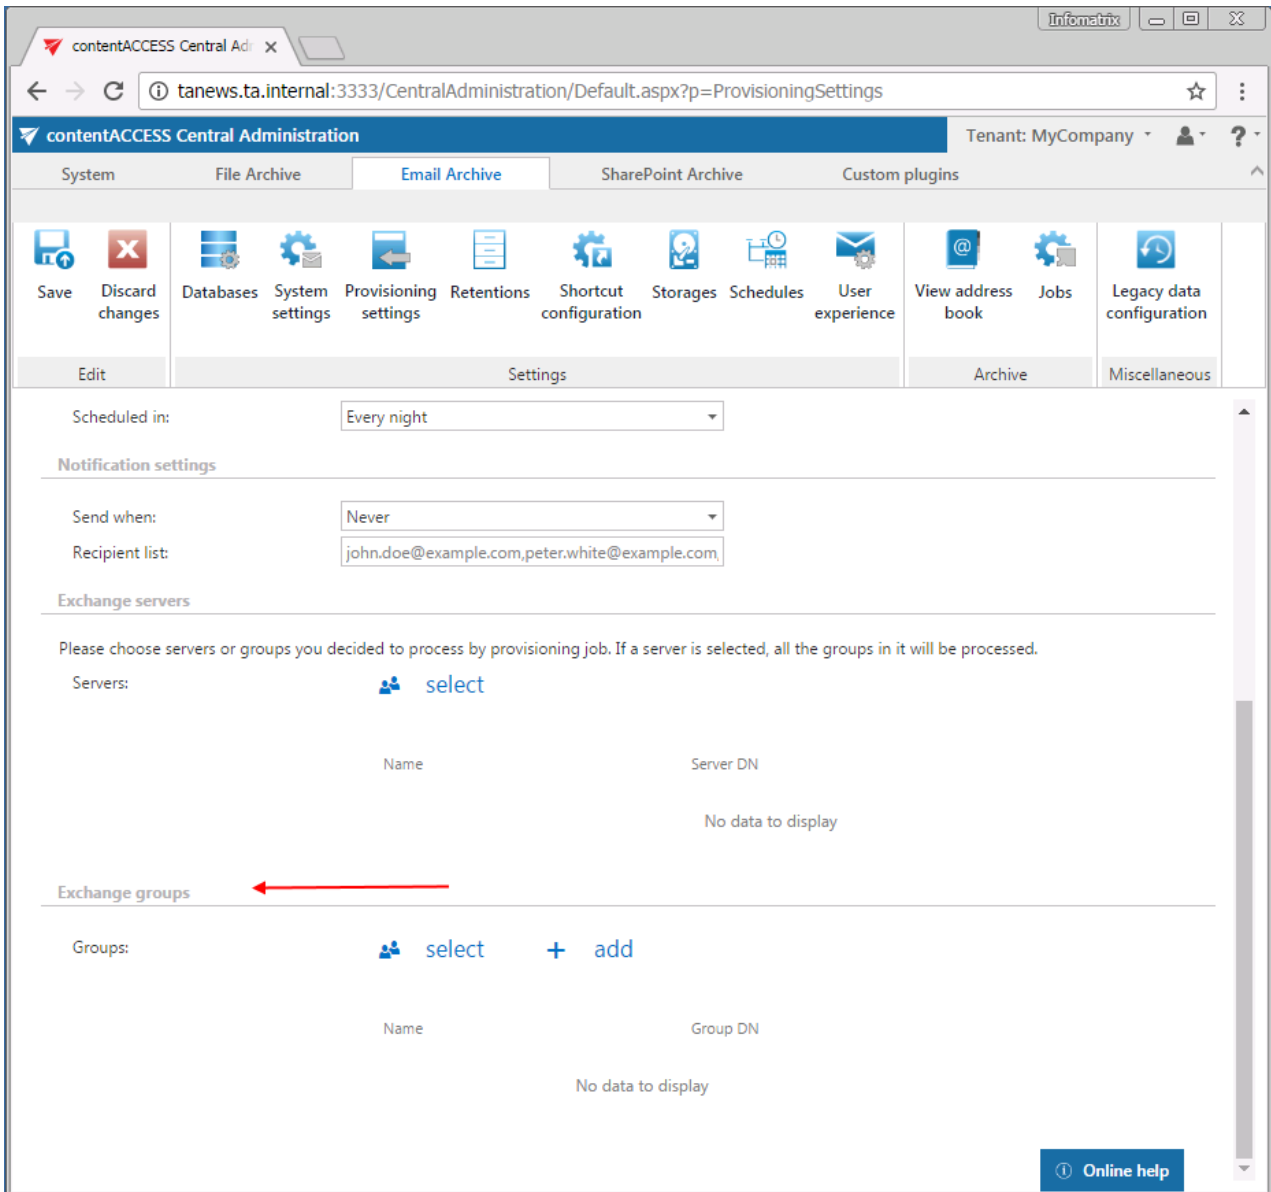 Infomatrix
contentACCESS Central Adr
tanews.ta.internal:3333/CentralAdministration/Default.aspx?p=ProvisioningSettings
contentACCESS Central Administration
Tenant: MyCompany
?
System File Archive Email Archive SharePoint Archive Custom plugins
Save Discard changes Databases System settings Provisioning settings Retentions Shortcut configuration Storages Schedules User experience View address book Jobs Legacy data configuration
Edit Settings Archive Miscellaneous
Scheduled in: Every night
Notification settings
Send when: Never
Recipient list: john.doe@example.com,peter.white@example.com,
Exchange servers
Please choose servers or groups you decided to process by provisioning job. If a server is selected, all the groups in it will be processed.
Servers: select
Name Server DN
No data to display
Exchange groups
Groups: select + add
Name Group DN
No data to display
Online help